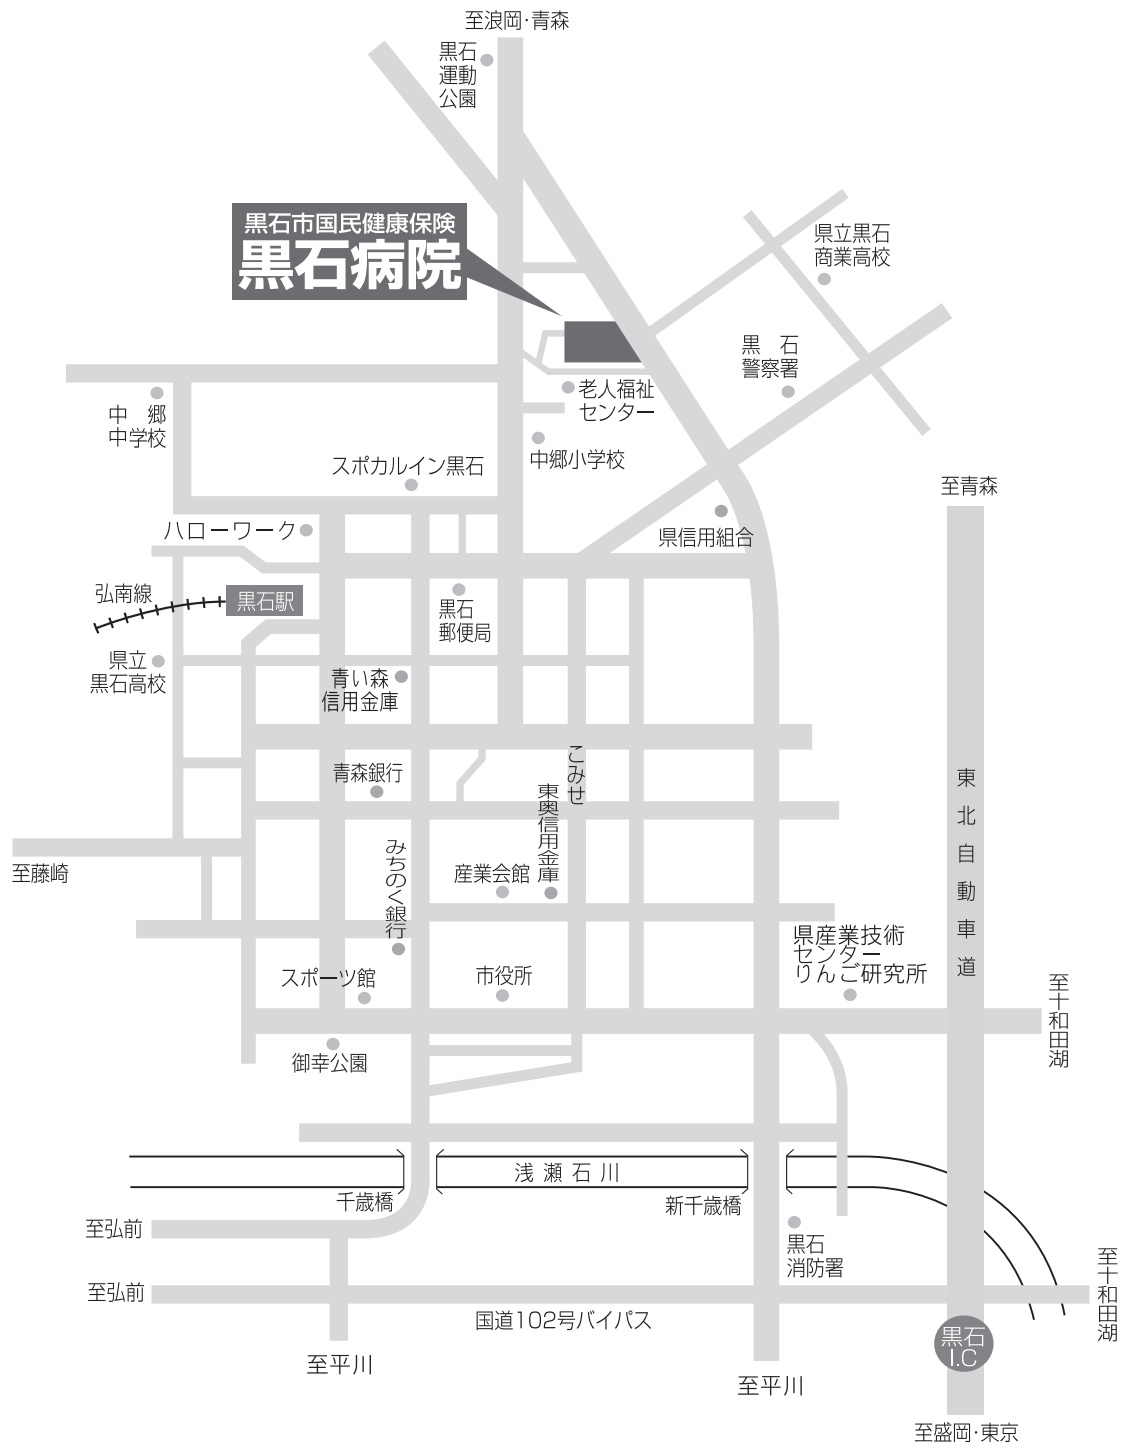 至浪岡･青森
黒石
運動
公園
黒石市国民健康保険
黒石病院
県立黒石
商業高校
黒　石
警察署
老人福祉
センター
中　郷
中学校
中郷小学校
スポカルイン黒石
至青森
ハローワーク
県信用組合
弘南線
黒石駅
黒石
郵便局
県立
黒石高校
青い森
信用金庫
こみせ
青森銀行
東北自動車道
東奥信用金庫
みちのく銀行
至藤崎
産業会館
県産業技術
センター
りんご研究所
スポーツ館
市役所
至十和田湖
御幸公園
浅瀬石川
千歳橋
新千歳橋
至弘前
黒石
消防署
至十和田湖
至弘前
国道102号バイパス
黒石
I.C
至平川
至平川
至盛岡･東京